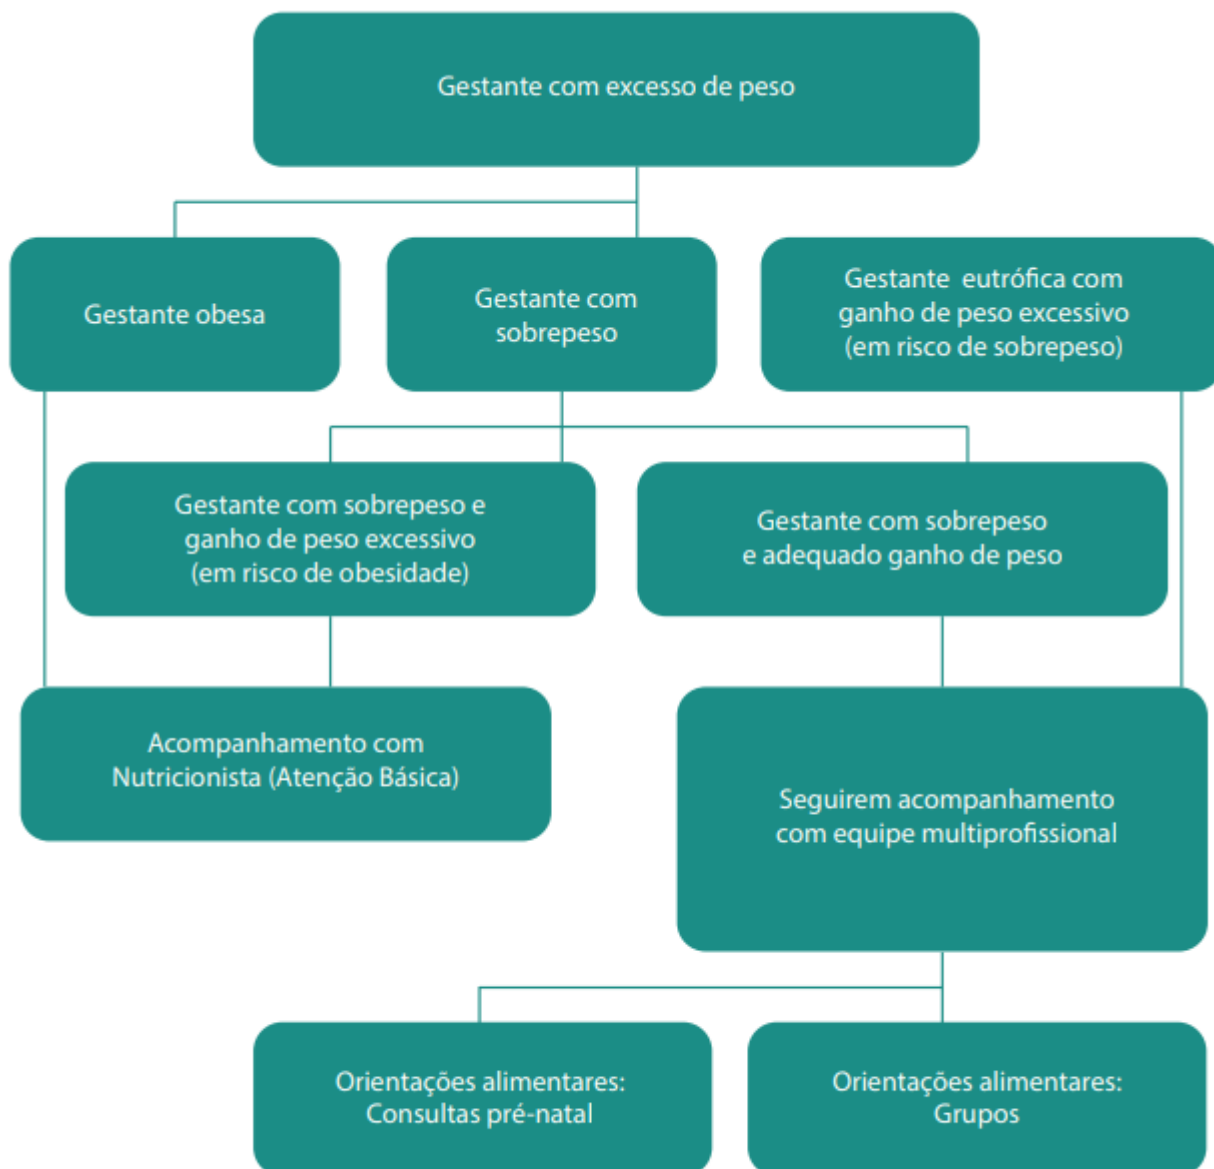 Gestante com excesso de peso
Gestante obesa
Gestante com
sobrepeso
Gestante eutrófica com
ganho de peso excessivo
(em risco de sobrepeso)
Gestante com sobrepeso e
ganho de peso excessivo
(em risco de obesidade)
Gestante com sobrepeso
e adequado ganho de peso
Acompanhamento com
Nutricionista (Atenção Básica)
Seguirem acompanhamento
com equipe multiprofissional
Orientações alimentares:
Consultas pré-natal
Orientações alimentares:
Grupos